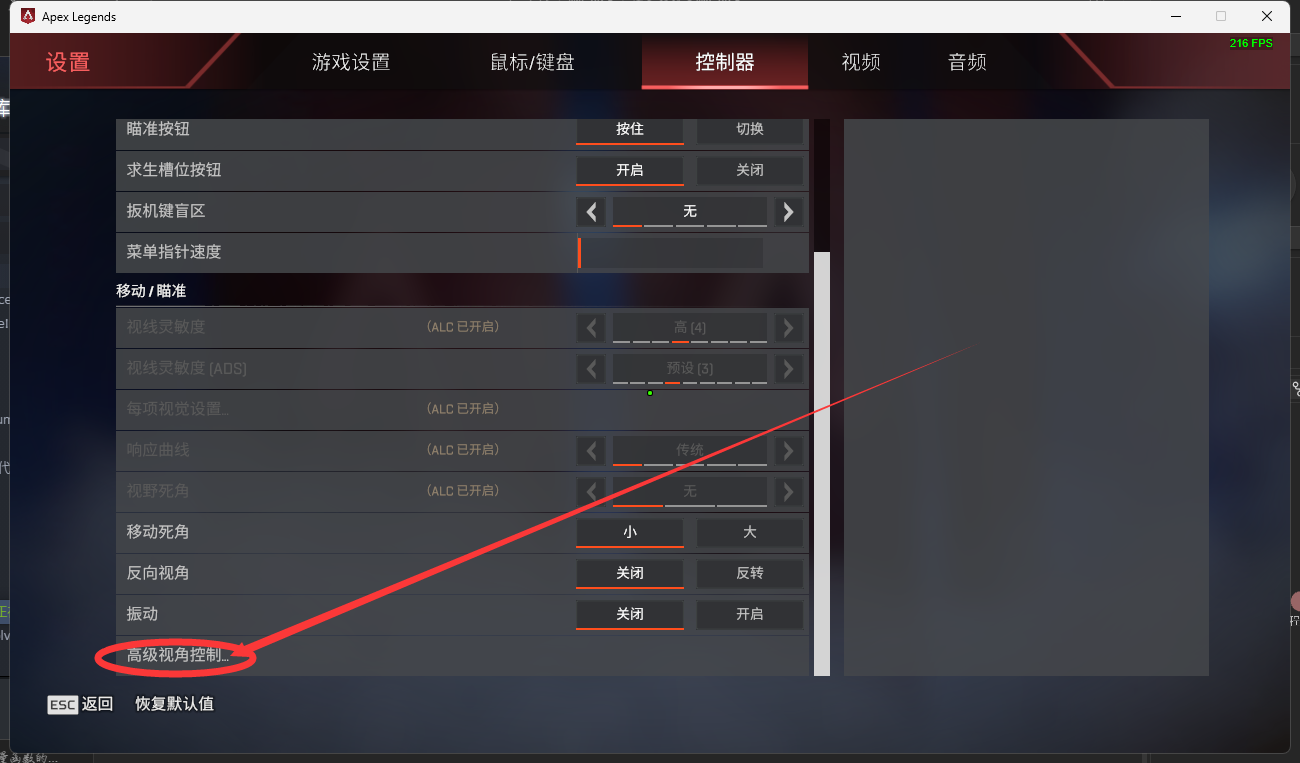 Apex Legends
216 FPS
设置 游戏设置 鼠标/键盘 控制器 视频 音频
瞄准按钮 按住 切换
求生槽位按钮 开启 关闭
扳机键盲区 无
菜单指针速度
移动 / 瞄准
视线灵敏度 (ALC 已开启) 高 (4)
视线灵敏度 (ADS) 预设 (3)
每项视觉设置... (ALC 已开启)
响应曲线 (ALC 已开启) 传统
视野死角 (ALC 已开启) 无
移动死角 小 大
反向视角 关闭 反转
振动 关闭 开启
高级视角控制...
ESC 返回 恢复默认值